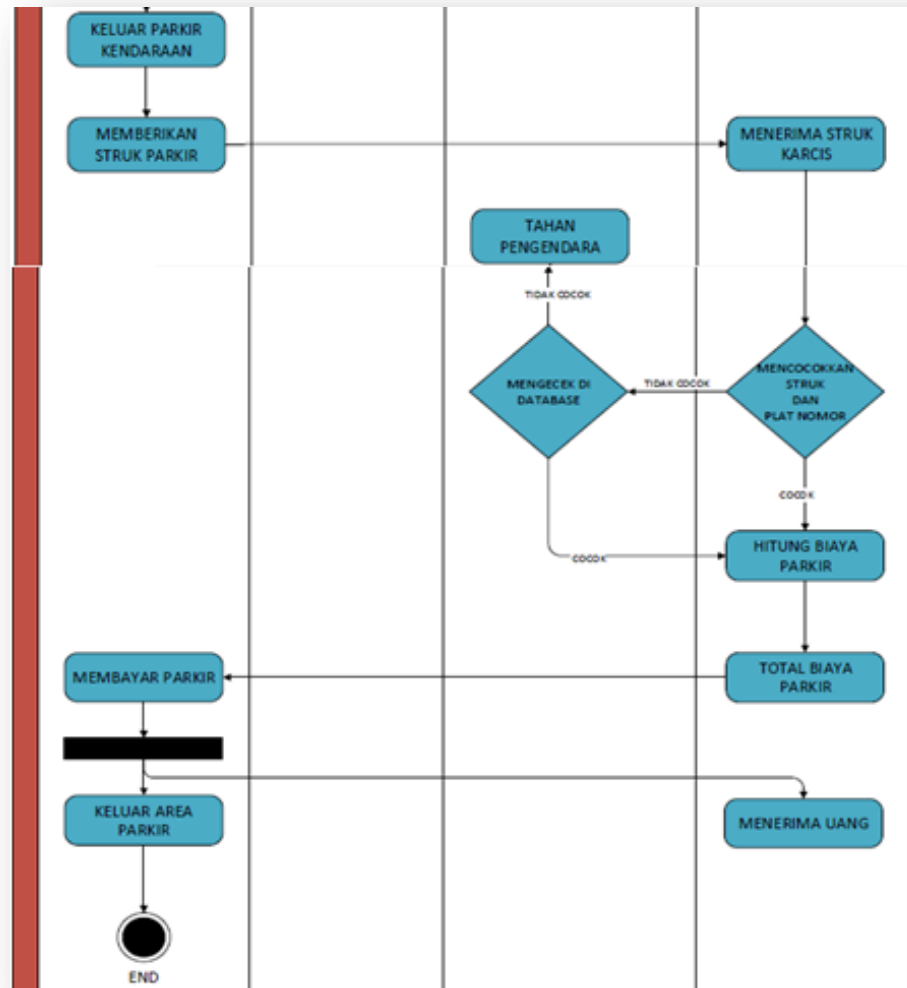 KELUAR PARKIR
KENDARAAN
MEMBERIKAN
STRUK PARKIR
MENERIMA STRUK
KARCIS
TAHAN
PENGENDARA
TIDAK COCOK
MENGECEK DI
DATABASE
TIDAK COCOK
MENCOCOKKAN
STRUK
DAN
PLAT NOMOR
COCOK
COCOK
HITUNG BIAYA
PARKIR
TOTAL BIAYA
PARKIR
MEMBAYAR PARKIR
KELUAR AREA
PARKIR
MENERIMA UANG
END